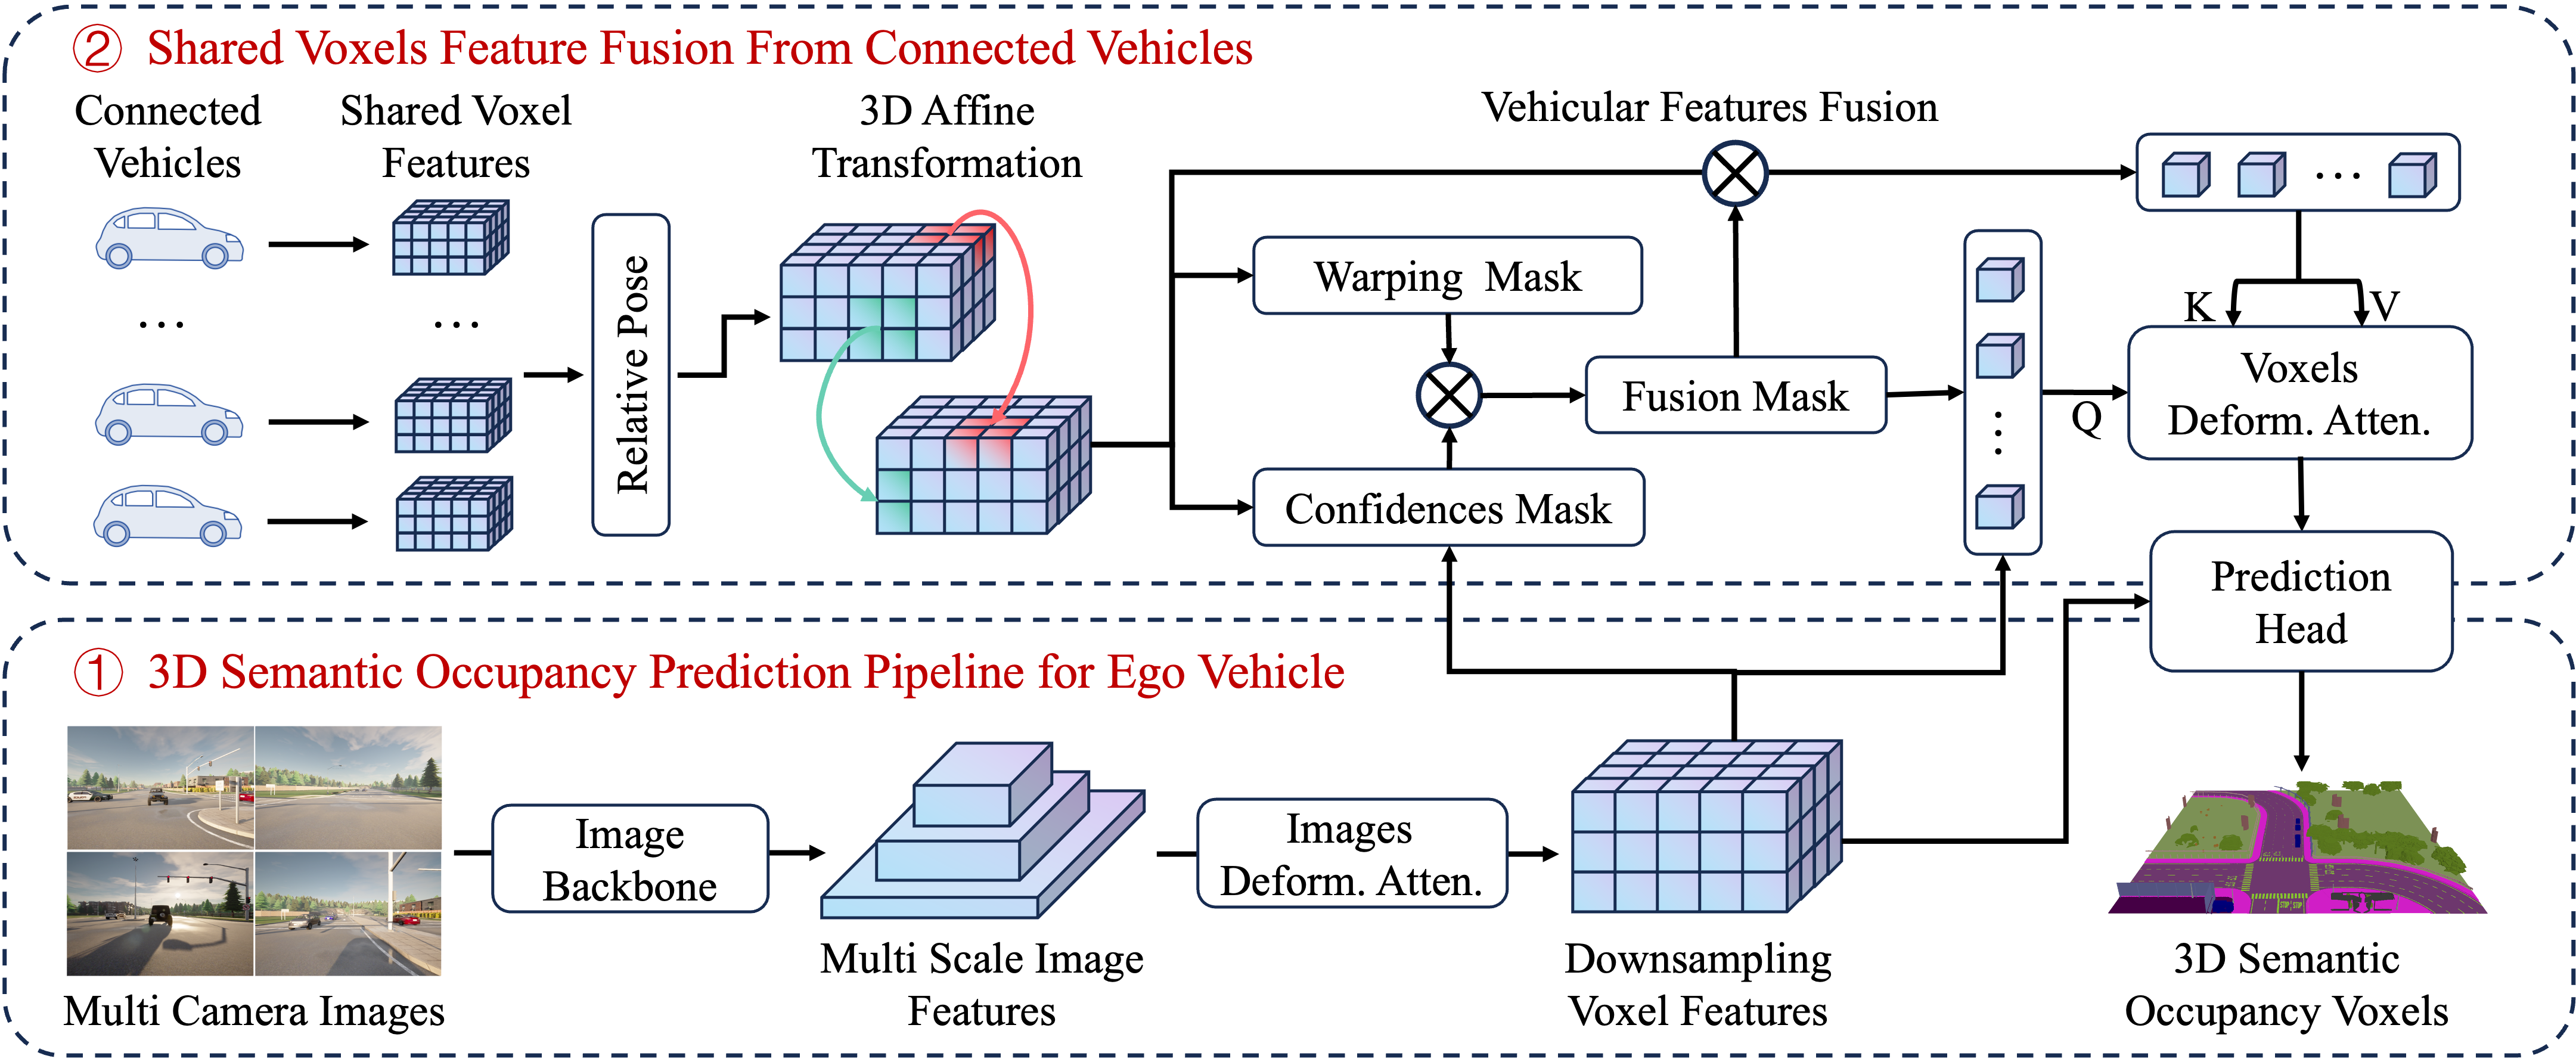 ② Shared Voxels Feature Fusion From Connected Vehicles
Connected
Vehicles
Shared Voxel
Features
3D Affine
Transformation
Vehicular Features Fusion
...
...
Relative Pose
Warping Mask
Confidences Mask
Fusion Mask
...
K
V
Q
Voxels
Deform. Atten.
Prediction
Head
① 3D Semantic Occupancy Prediction Pipeline for Ego Vehicle
Image
Backbone
Images
Deform. Atten.
Multi Camera Images
Multi Scale Image
Features
Downsampling
Voxel Features
3D Semantic
Occupancy Voxels